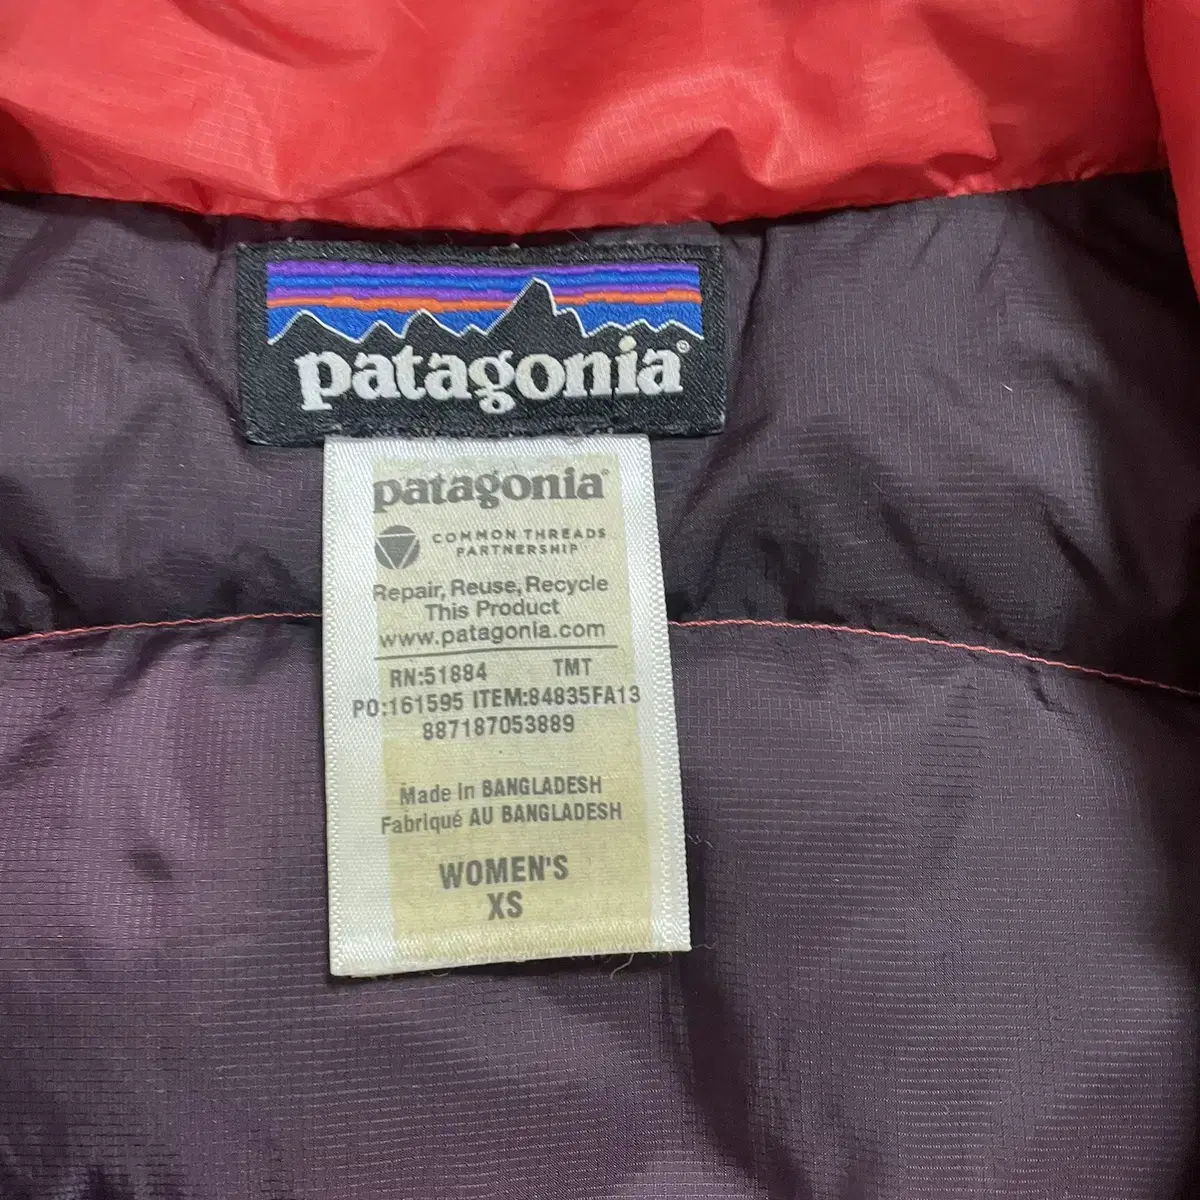 patagonia®
patagonia®
COMMON THREADS
PARTNERSHIP
Repair, Reuse, Recycle
This Product
www.patagonia.com
RN:51884 TMT
PO:161595 ITEM:84835FA13
887187053889
Made In BANGLADESH
Fabriqué AU BANGLADESH
WOMEN'S
XS